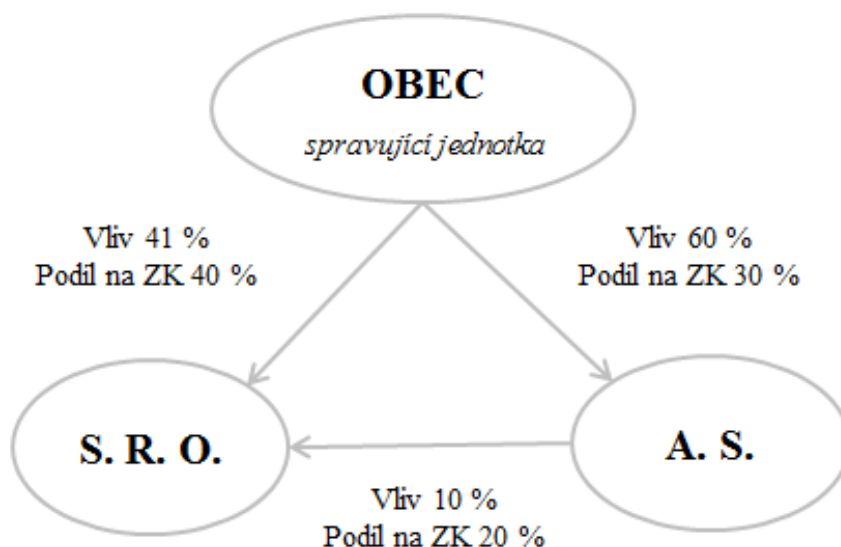 OBEC
spravující jednotka
Vliv 41 %
Podíl na ZK 40 %
Vliv 60 %
Podíl na ZK 30 %
S. R. O.
A. S.
Vliv 10 %
Podíl na ZK 20 %